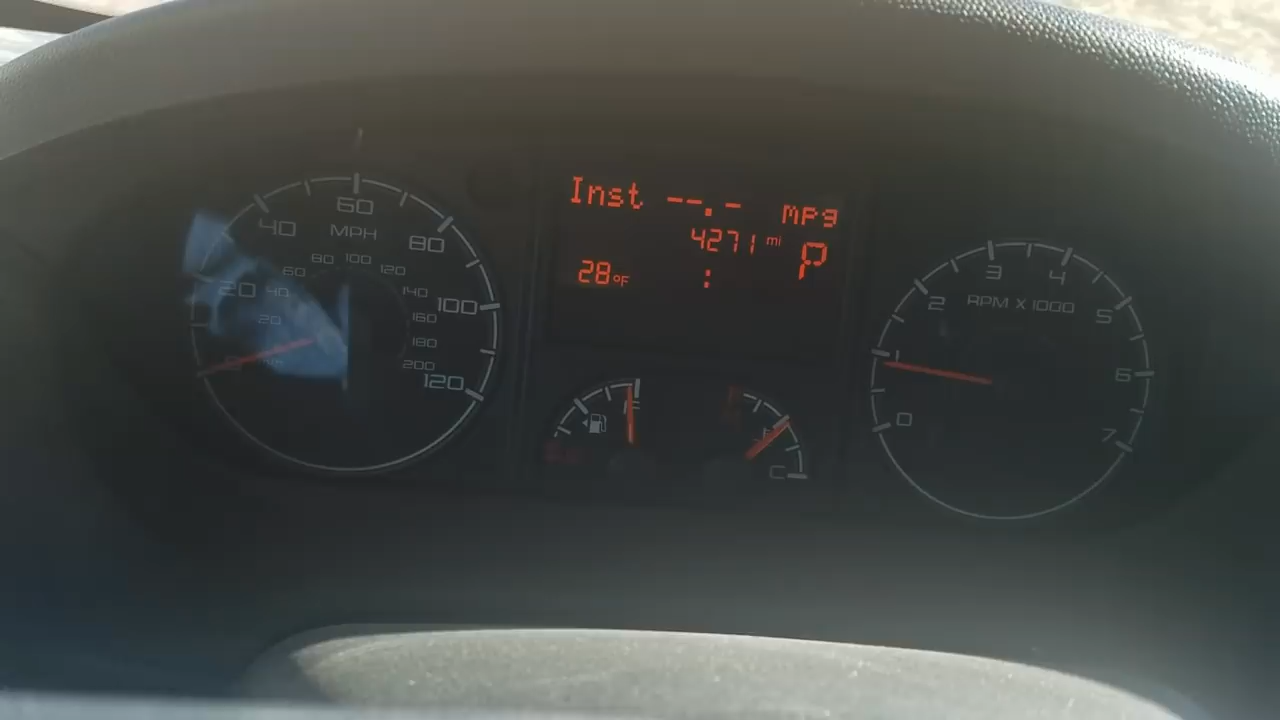 Inst --.- mpg
4271 mi P
28°F :
0 20 40 60 80 100 120
MPH
20 40 60 80 100 120 140 160 180 200
F
C
RPM X 1000
0 1 2 3 4 5 6 7